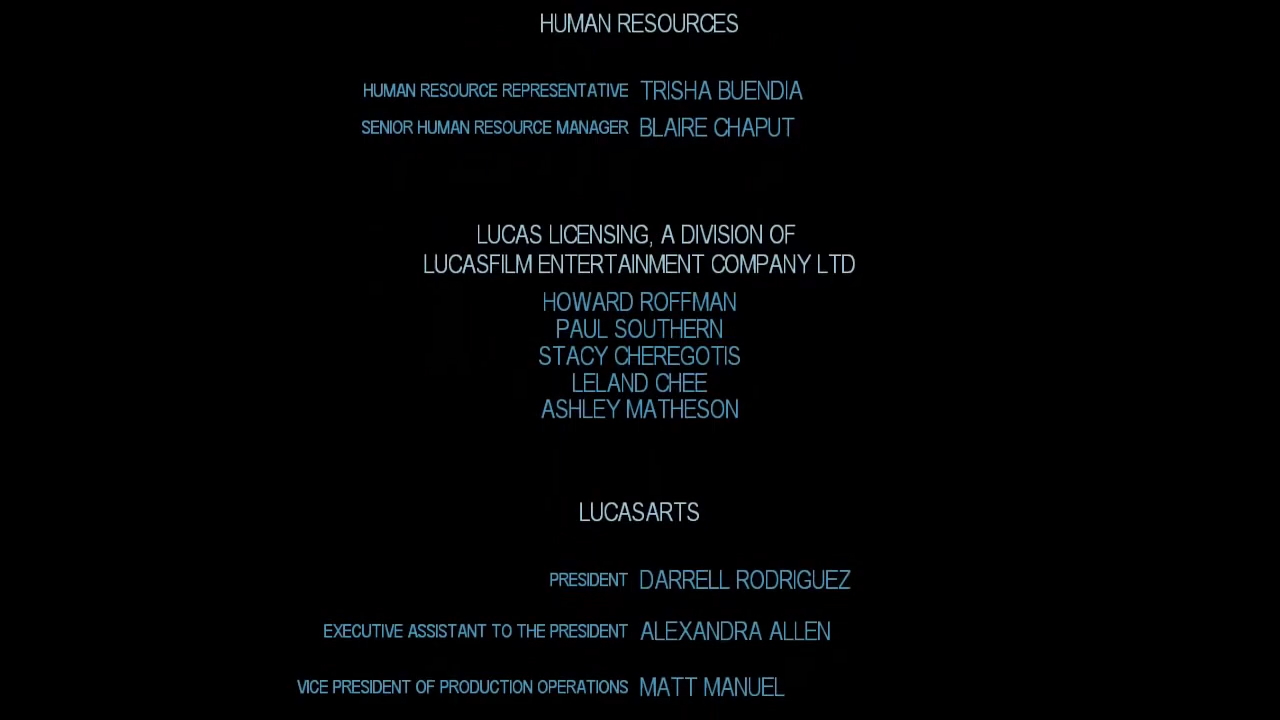 HUMAN RESOURCES
HUMAN RESOURCE REPRESENTATIVE TRISHA BUENDIA
SENIOR HUMAN RESOURCE MANAGER BLAIRE CHAPUT
LUCAS LICENSING, A DIVISION OF
LUCASFILM ENTERTAINMENT COMPANY LTD
HOWARD ROFFMAN
PAUL SOUTHERN
STACY CHEREGOTIS
LELAND CHEE
ASHLEY MATHESON
LUCASARTS
PRESIDENT DARRELL RODRIGUEZ
EXECUTIVE ASSISTANT TO THE PRESIDENT ALEXANDRA ALLEN
VICE PRESIDENT OF PRODUCTION OPERATIONS MATT MANUEL